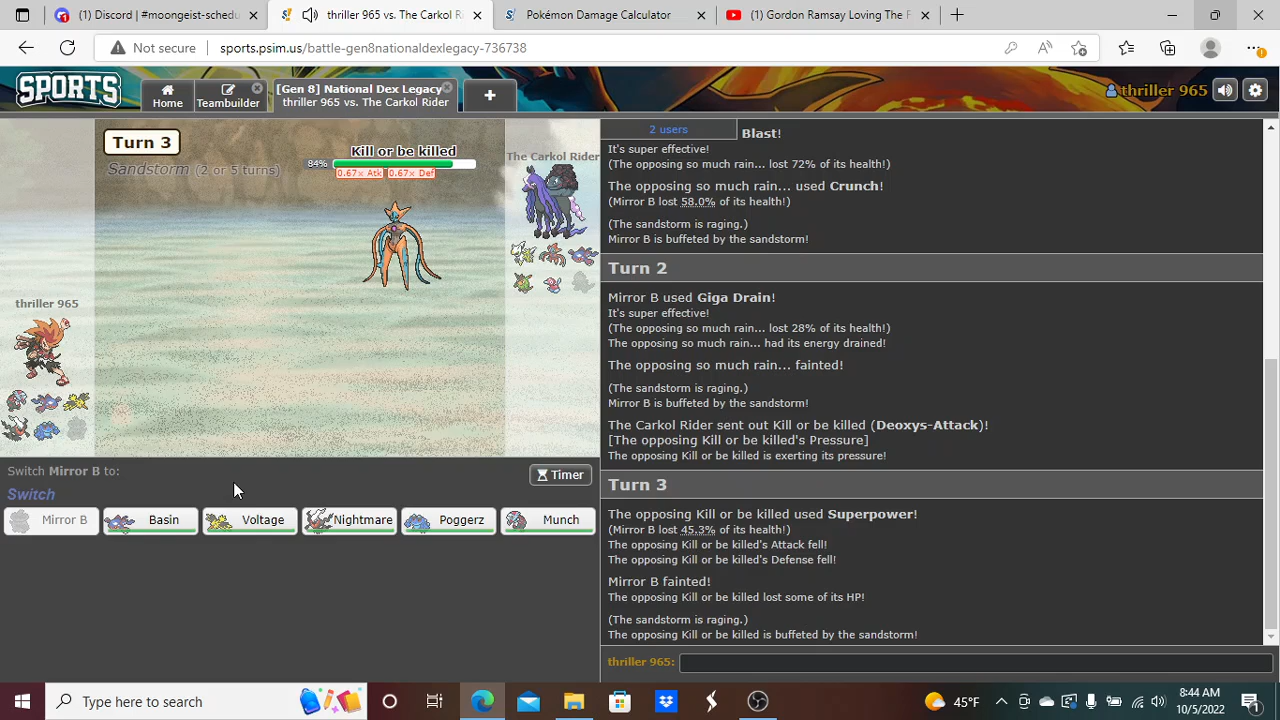 (1) Discord | #moongeist-schedu
thriller 965 vs. The Carkol R
Pokémon Damage Calculator
(1) Gordon Ramsay Loving The F
Not secure
sports.psim.us/battle-gen8nationaldexlegacy-736738
SPORTS
Home
Teambuilder
[Gen 8] National Dex Legacy
thriller 965 vs. The Carkol Rider
thriller 965
Turn 3
Sandstorm (2 or 5 turns)
Kill or be killed
84%
0.67× Atk 0.67× Def
The Carkol Rider
thriller 965
Switch Mirror B to:
Timer
Switch
Mirror B
Basin
Voltage
Nightmare
Poggerz
Munch
2 users
Blast!
It's super effective!
(The opposing so much rain... lost 72% of its health!)
The opposing so much rain... used Crunch!
(Mirror B lost 58.0% of its health!)
(The sandstorm is raging.)
Mirror B is buffeted by the sandstorm!
Turn 2
Mirror B used Giga Drain!
It's super effective!
(The opposing so much rain... lost 28% of its health!)
The opposing so much rain... had its energy drained!
The opposing so much rain... fainted!
(The sandstorm is raging.)
Mirror B is buffeted by the sandstorm!
The Carkol Rider sent out Kill or be killed (Deoxys-Attack)!
[The opposing Kill or be killed's Pressure]
The opposing Kill or be killed is exerting its pressure!
Turn 3
The opposing Kill or be killed used Superpower!
(Mirror B lost 45.3% of its health!)
The opposing Kill or be killed's Attack fell!
The opposing Kill or be killed's Defense fell!
Mirror B fainted!
The opposing Kill or be killed lost some of its HP!
(The sandstorm is raging.)
The opposing Kill or be killed is buffeted by the sandstorm!
thriller 965:
Type here to search
45°F
8:44 AM
10/5/2022
1